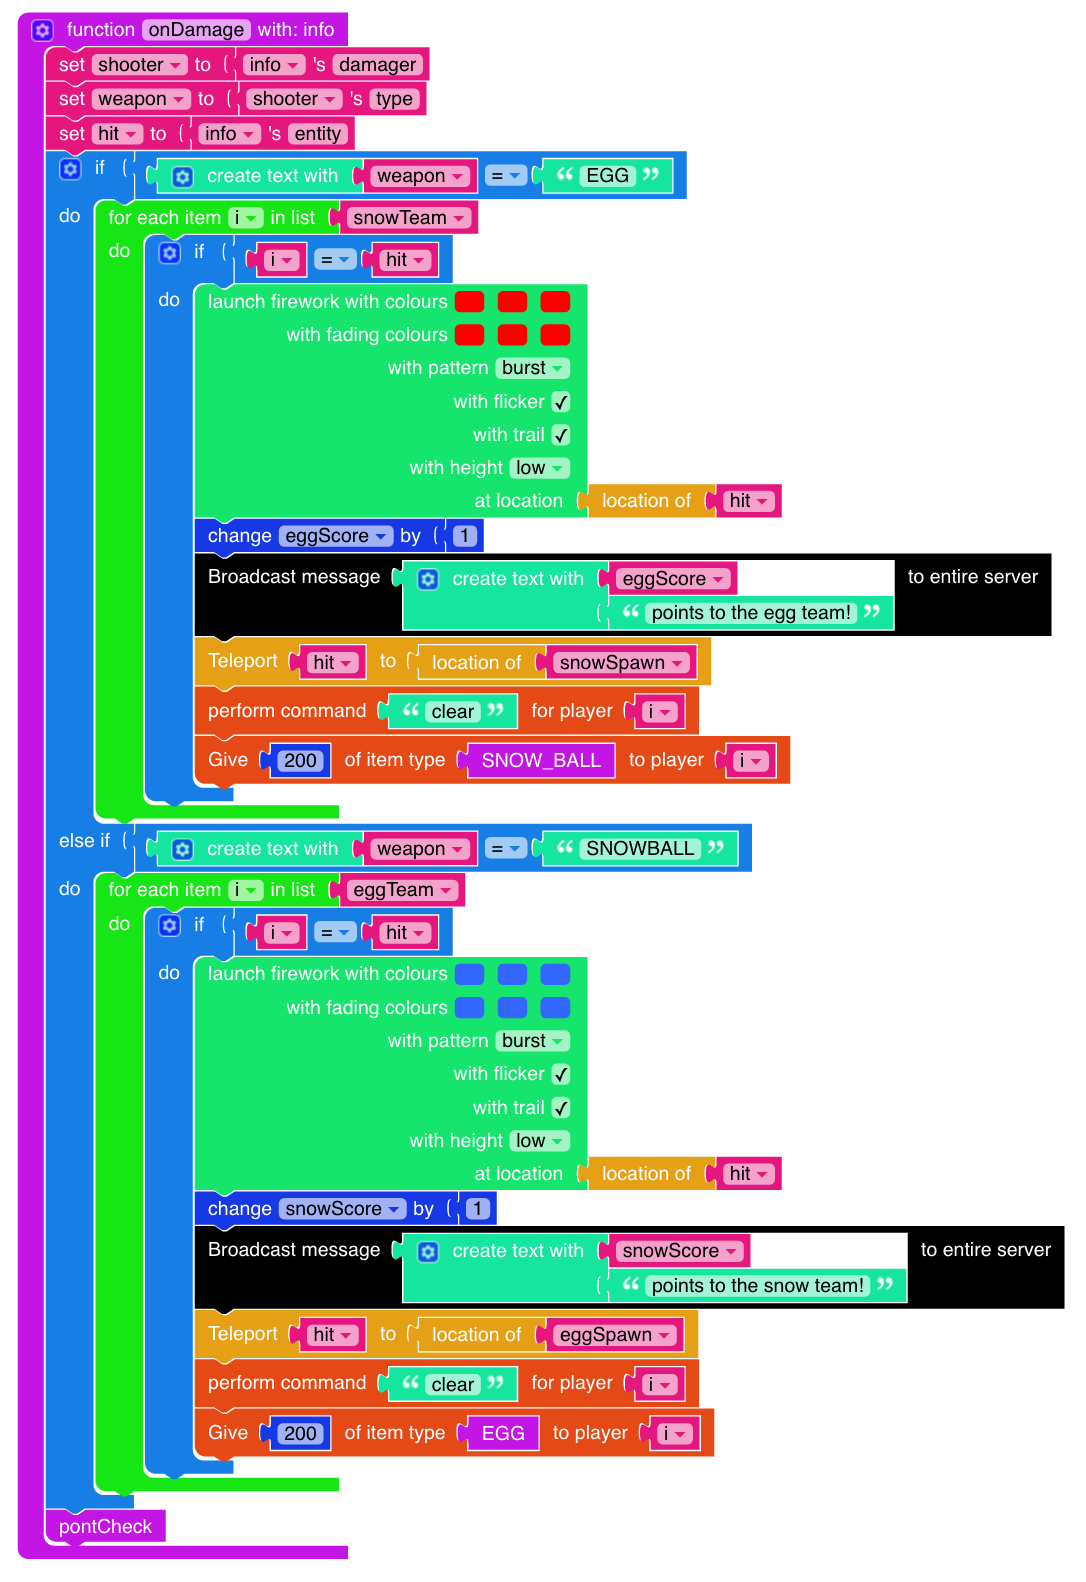 function onDamage with: info
set shooter to info 's damager
set weapon to shooter 's type
set hit to info 's entity
if create text with weapon = “ EGG ”
do for each item i in list snowTeam
do if i = hit
do launch firework with colours
with fading colours
with pattern burst
with flicker ✓
with trail ✓
with height low
at location location of hit
change eggScore by 1
Broadcast message create text with eggScore to entire server
“ points to the egg team! ”
Teleport hit to location of snowSpawn
perform command “ clear ” for player i
Give 200 of item type SNOW_BALL to player i
else if create text with weapon = “ SNOWBALL ”
do for each item i in list eggTeam
do if i = hit
do launch firework with colours
with fading colours
with pattern burst
with flicker ✓
with trail ✓
with height low
at location location of hit
change snowScore by 1
Broadcast message create text with snowScore to entire server
“ points to the snow team! ”
Teleport hit to location of eggSpawn
perform command “ clear ” for player i
Give 200 of item type EGG to player i
pontCheck